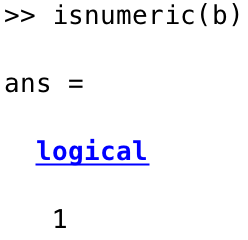 >> isnumeric(b)
ans =
logical
1